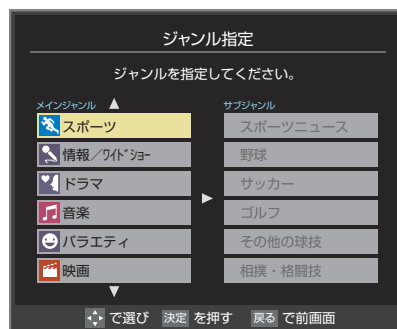 ジャンル指定
ジャンルを指定してください。
メインジャンル
サブジャンル
スポーツ
スポーツニュース
情報／ﾜｲﾄﾞｼｮｰ
野球
ドラマ
サッカー
音楽
ゴルフ
バラエティ
その他の球技
映画
相撲・格闘技
で選び 決定 を押す 戻る で前画面